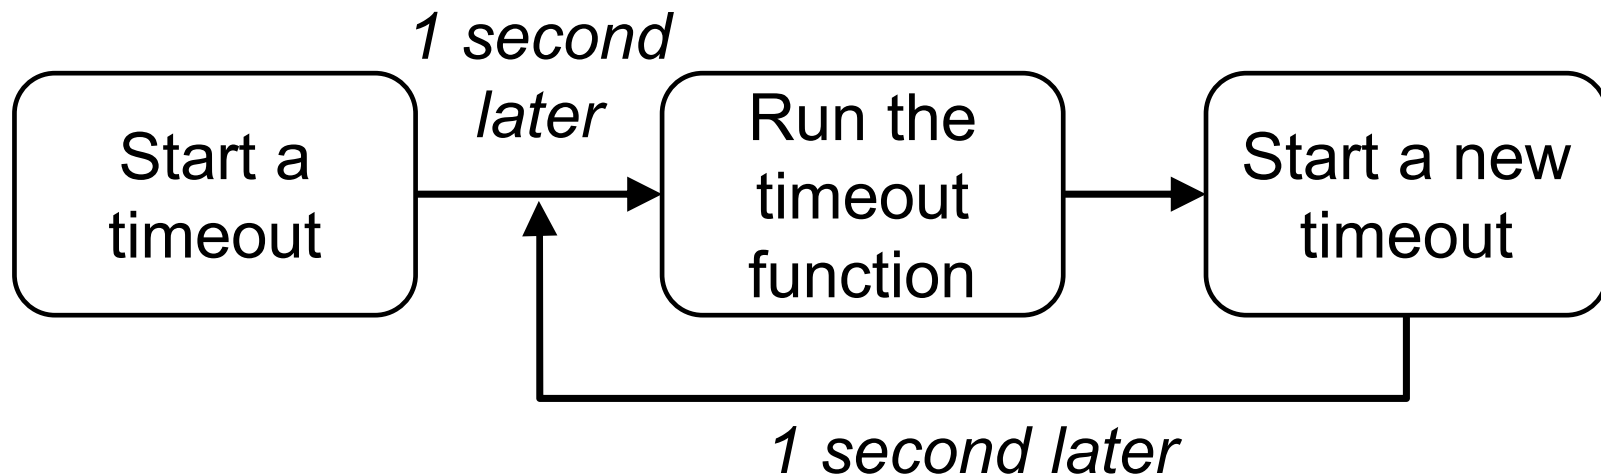 Start a
timeout
1 second
later
Run the
timeout
function
Start a new
timeout
1 second later